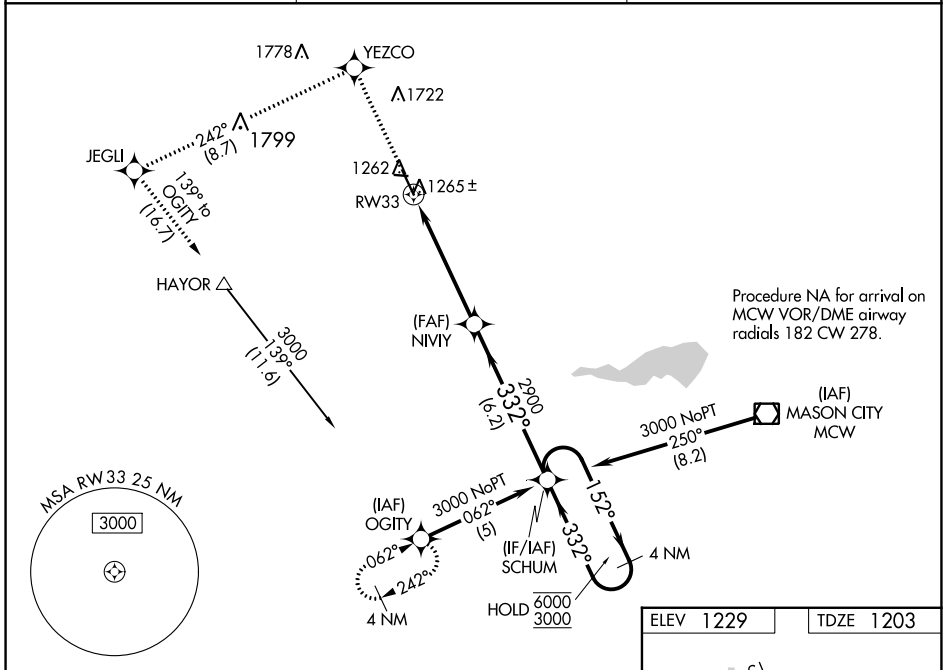 1778
YEZCO
1722
242°
(8.7)
1799
JEGLI
1262
1265 ±
RW33
139° to
OGITY
(16.7)
HAYOR
3000
139°
(11.6)
(FAF)
NIVIY
Procedure NA for arrival on
MCW VOR/DME airway
radials 182 CW 278.
2900
332°
(6.2)
(IAF)
MASON CITY
MCW
3000 NoPT
250°
(8.2)
MSA RW33 25 NM
3000
(IAF)
OGITY
3000 NoPT
062°
(5)
062°
242°
4 NM
(IF/IAF)
SCHUM
152°
332°
4 NM
HOLD 6000
3000
ELEV 1229
TDZE 1203